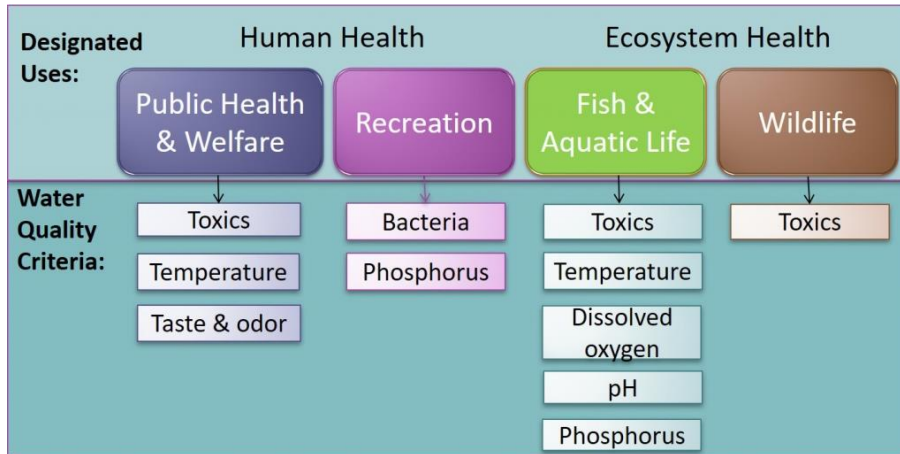 Designated
Uses:
Human Health
Ecosystem Health
Public Health
& Welfare
Recreation
Fish &
Aquatic Life
Wildlife
Water
Quality
Criteria:
Toxics
Temperature
Taste & odor
Bacteria
Phosphorus
Toxics
Temperature
Dissolved
oxygen
pH
Phosphorus
Toxics